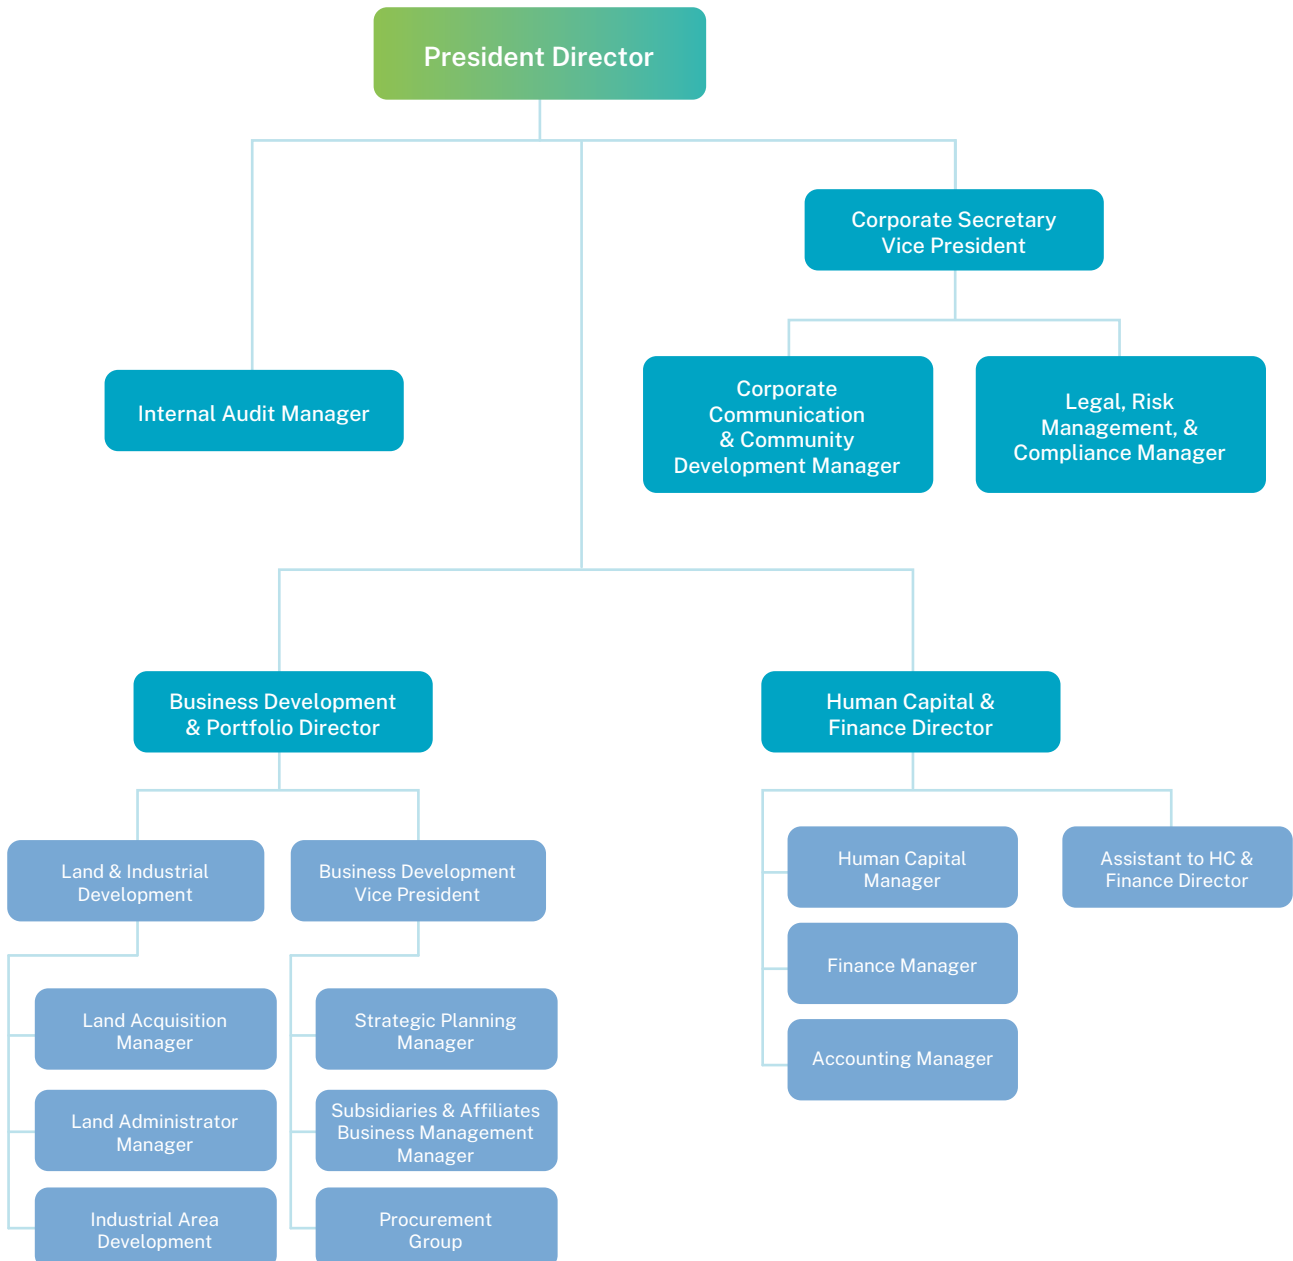 President Director
Corporate Secretary
Vice President
Internal Audit Manager
Corporate
Communication
& Community
Development Manager
Legal, Risk
Management, &
Compliance Manager
Business Development
& Portfolio Director
Human Capital &
Finance Director
Land & Industrial
Development
Business Development
Vice President
Human Capital
Manager
Assistant to HC &
Finance Director
Finance Manager
Accounting Manager
Land Acquisition
Manager
Strategic Planning
Manager
Land Administrator
Manager
Subsidiaries & Affiliates
Business Management
Manager
Industrial Area
Development
Procurement
Group